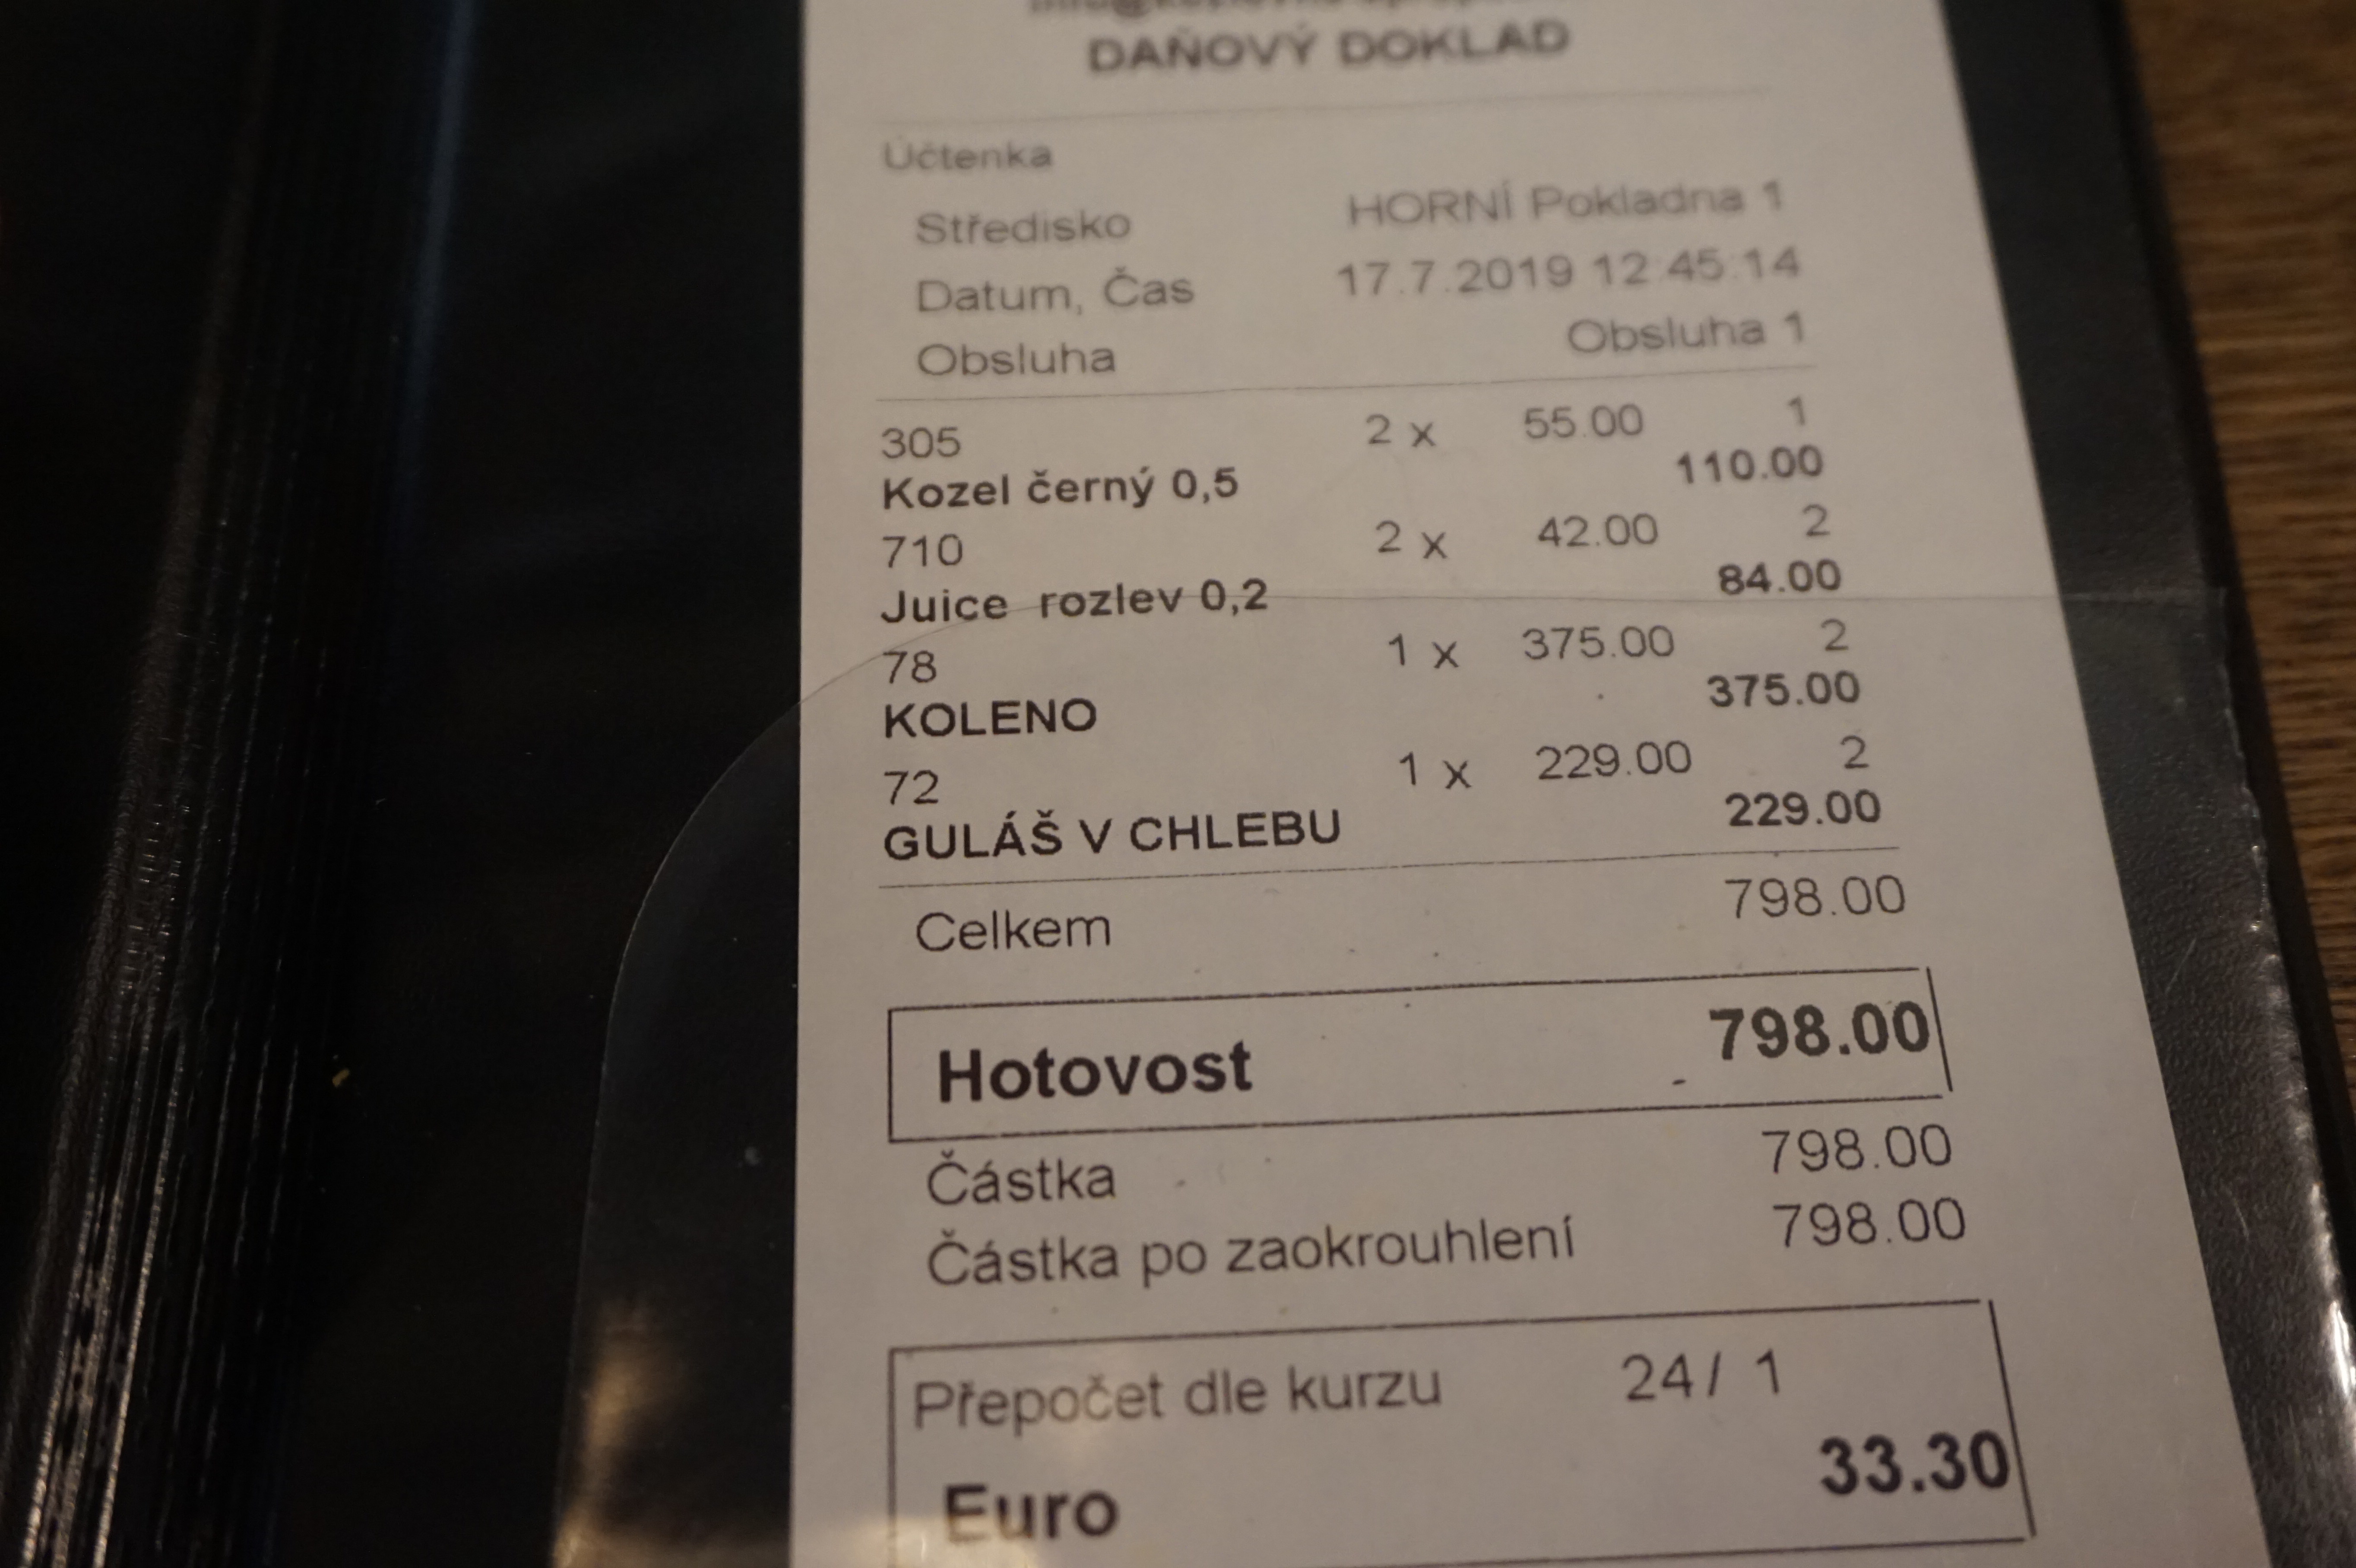 DAŇOVÝ DOKLAD
Účtenka
Středisko HORNÍ Pokladna 1
Datum, Čas 17.7.2019 12:45:14
Obsluha Obsluha 1
305 2 x 55.00 1
Kozel černý 0,5 110.00
710 2 x 42.00 2
Juice rozlev 0,2 84.00
78 1 x 375.00 2
KOLENO 375.00
72 1 x 229.00 2
GULÁŠ V CHLEBU 229.00
Celkem 798.00
Hotovost 798.00
Částka 798.00
Částka po zaokrouhlení 798.00
Přepočet dle kurzu 24/ 1
Euro 33.30